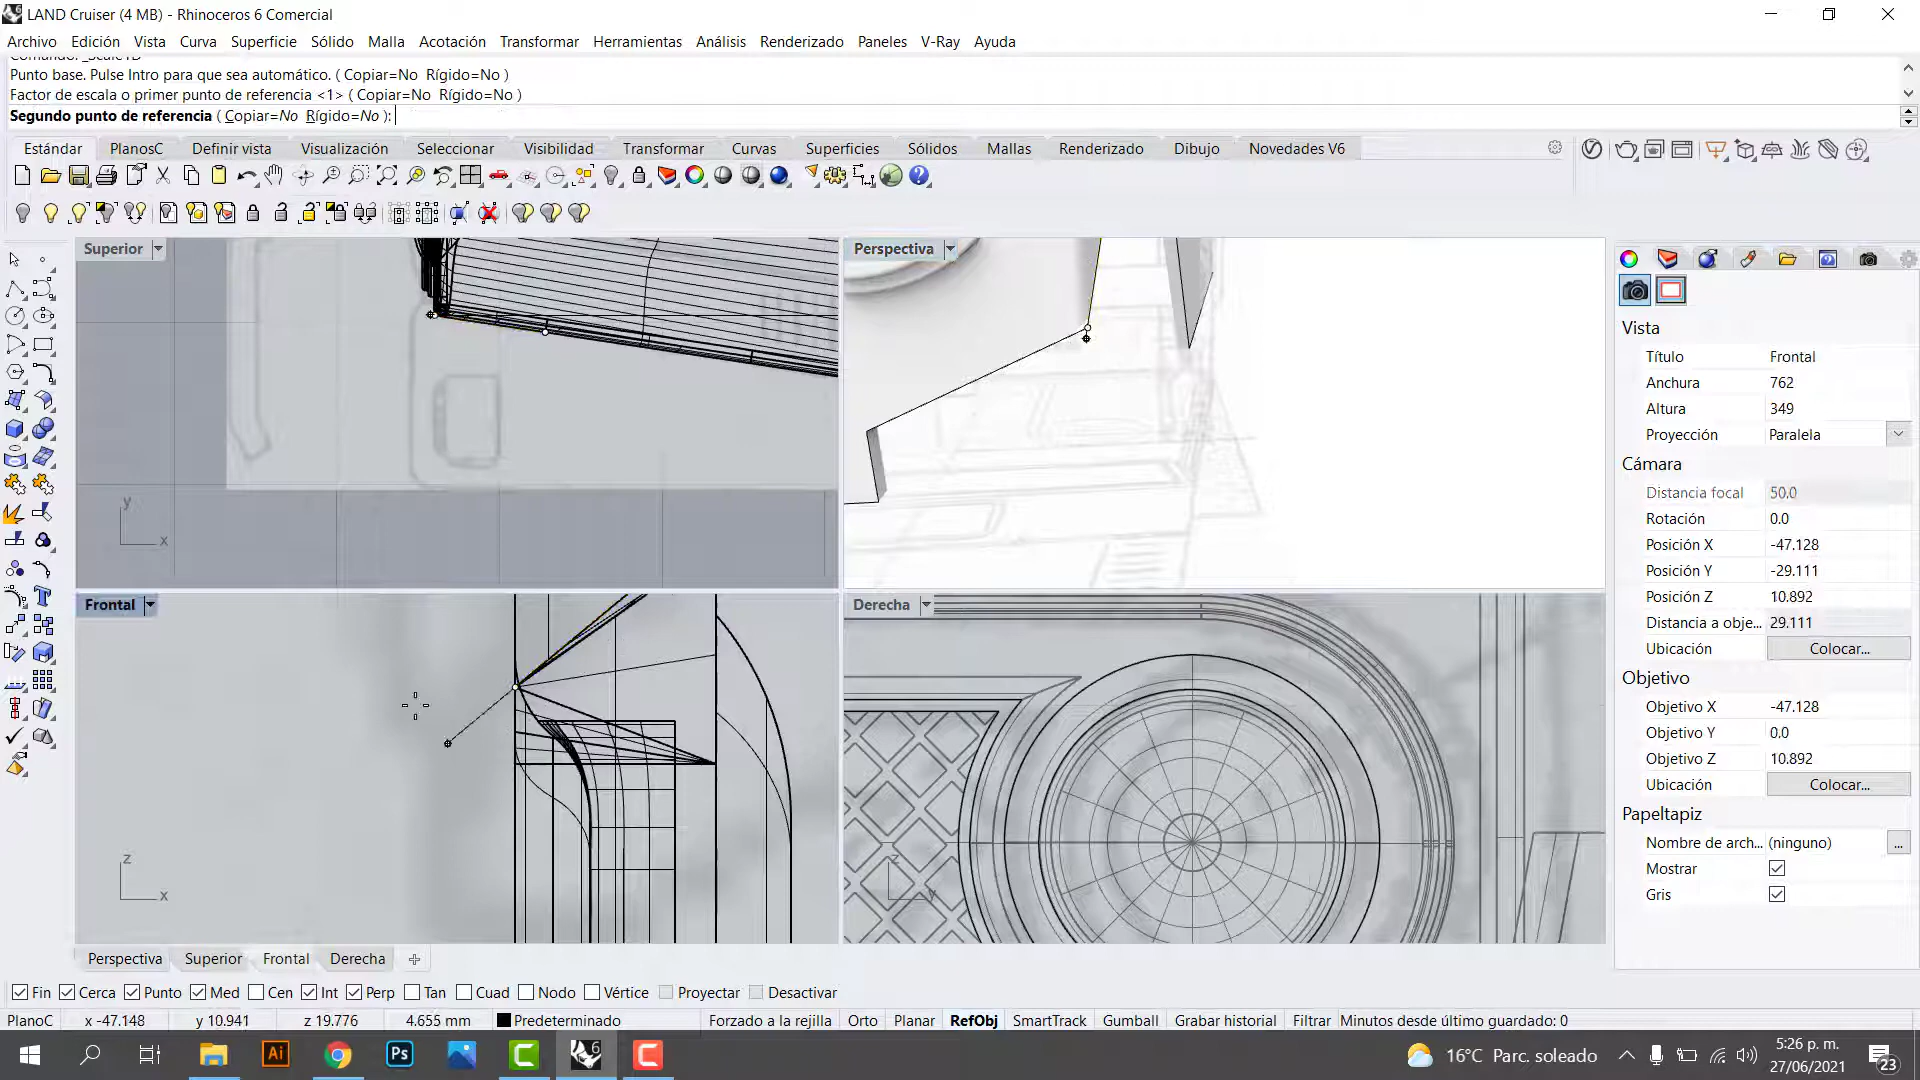 LAND Cruiser (4 MB) - Rhinoceros 6 Comercial
Archivo Edición Vista Curva Superficie Sólido Malla Acotación Transformar Herramientas Análisis Renderizado Paneles V-Ray Ayuda
Comando: _Scale1D
Punto base. Pulse Intro para que sea automático. ( Copiar=No Rígido=No )
Factor de escala o primer punto de referencia <1> ( Copiar=No Rígido=No )
Segundo punto de referencia ( Copiar=No Rígido=No ):
Estándar PlanosC Definir vista Visualización Seleccionar Visibilidad Transformar Curvas Superficies Sólidos Mallas Renderizado Dibujo Novedades V6
Superior
Perspectiva
y
x
Frontal
Derecha
z
x
z
y
Vista
Título Frontal
Anchura 762
Altura 349
Proyección Paralela
Cámara
Distancia focal 50.0
Rotación 0.0
Posición X -47.128
Posición Y -29.111
Posición Z 10.892
Distancia a obje... 29.111
Ubicación Colocar...
Objetivo
Objetivo X -47.128
Objetivo Y 0.0
Objetivo Z 10.892
Ubicación Colocar...
Papeltapiz
Nombre de arch... (ninguno) ...
Mostrar
Gris
Perspectiva Superior Frontal Derecha
Fin Cerca Punto Med Cen Int Perp Tan Cuad Nodo Vértice Proyectar Desactivar
PlanoC x -47.148 y 10.941 z 19.776 4.655 mm Predeterminado Forzado a la rejilla Orto Planar RefObj SmartTrack Gumball Grabar historial Filtrar Minutos desde último guardado: 0
Ai Ps 6 16°C Parc. soleado 5:26 p. m.
27/06/2021
23